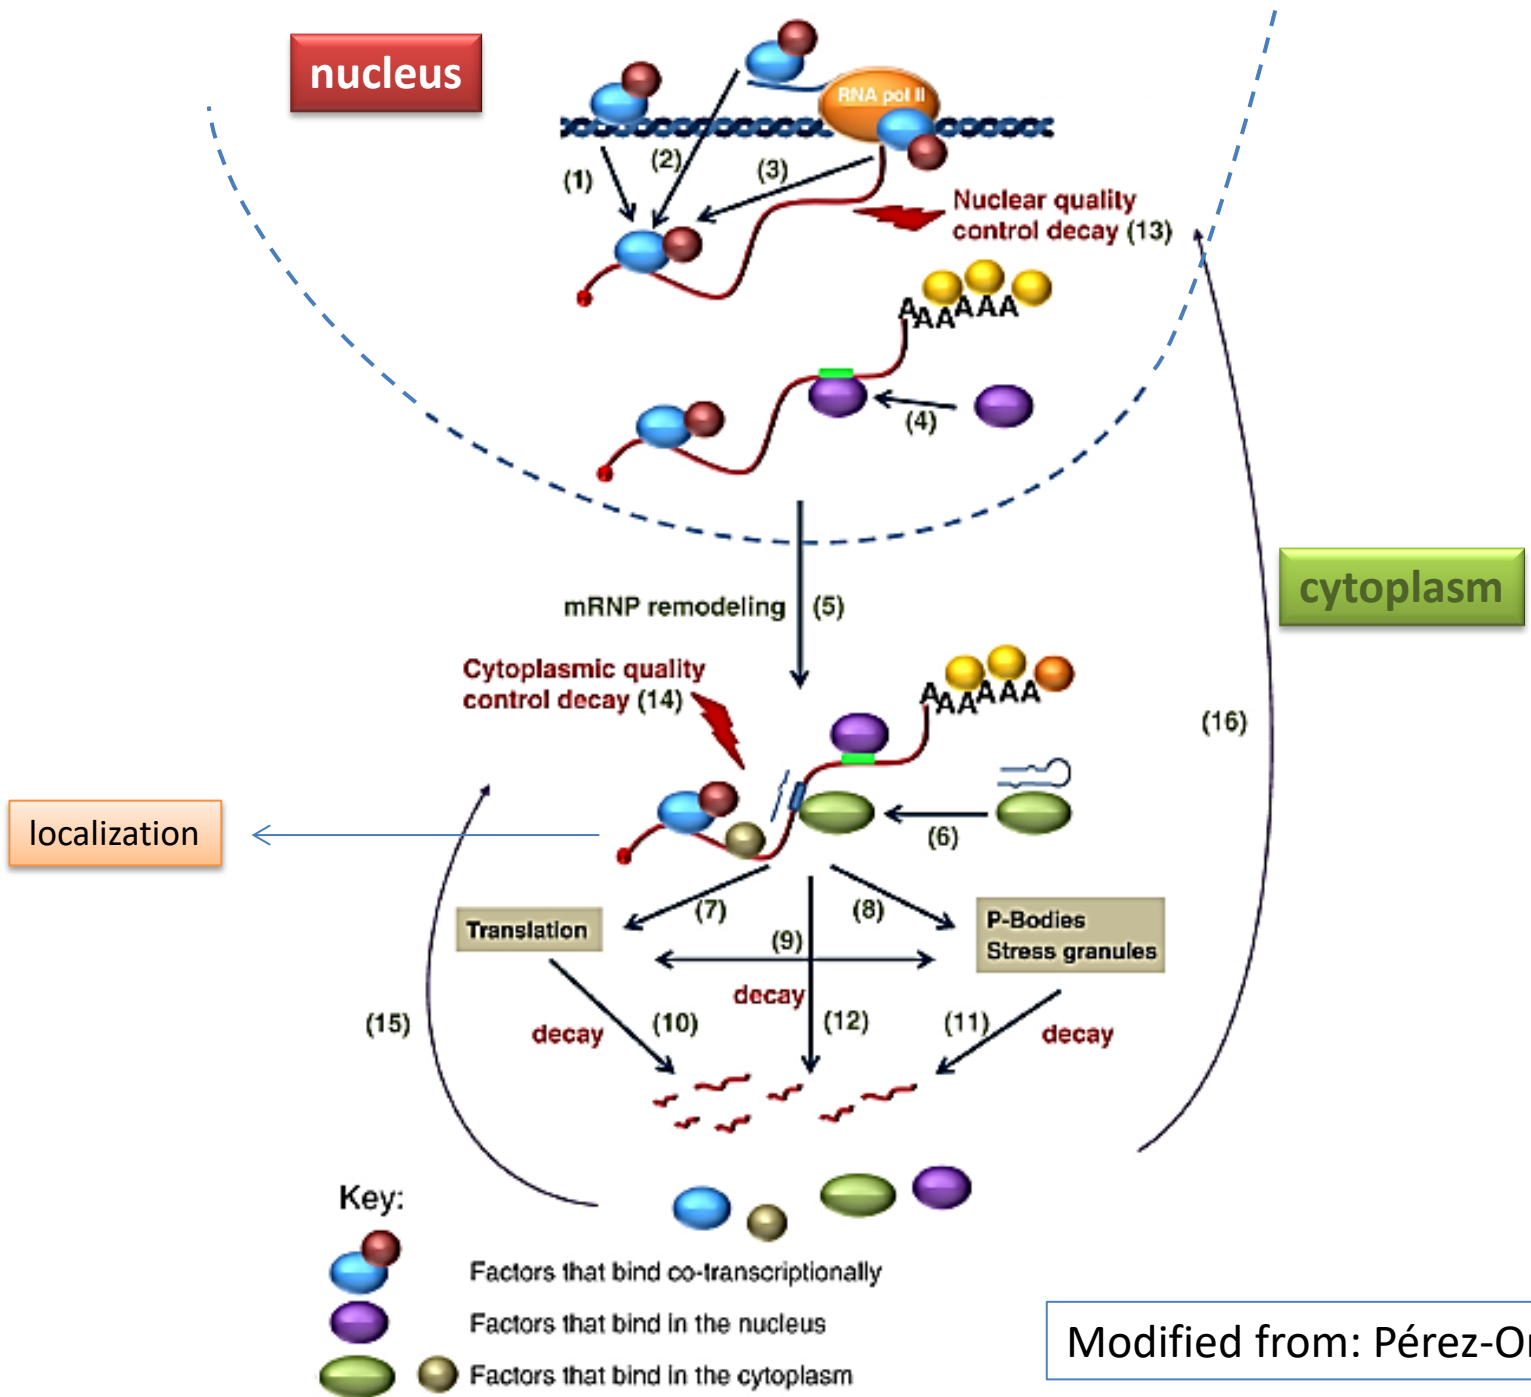 nucleus
RNA pol II
(1)
(2)
(3)
Nuclear quality
control decay (13)
AAAAAA
(4)
cytoplasm
mRNP remodeling
(5)
Cytoplasmic quality
control decay (14)
AAAAAA
(16)
localization
(6)
(7)
(8)
Translation
(9)
P-Bodies
Stress granules
decay
(15)
decay
(10)
(12)
(11)
decay
Key:
Factors that bind co-transcriptionally
Factors that bind in the nucleus
Factors that bind in the cytoplasm
Modified from: